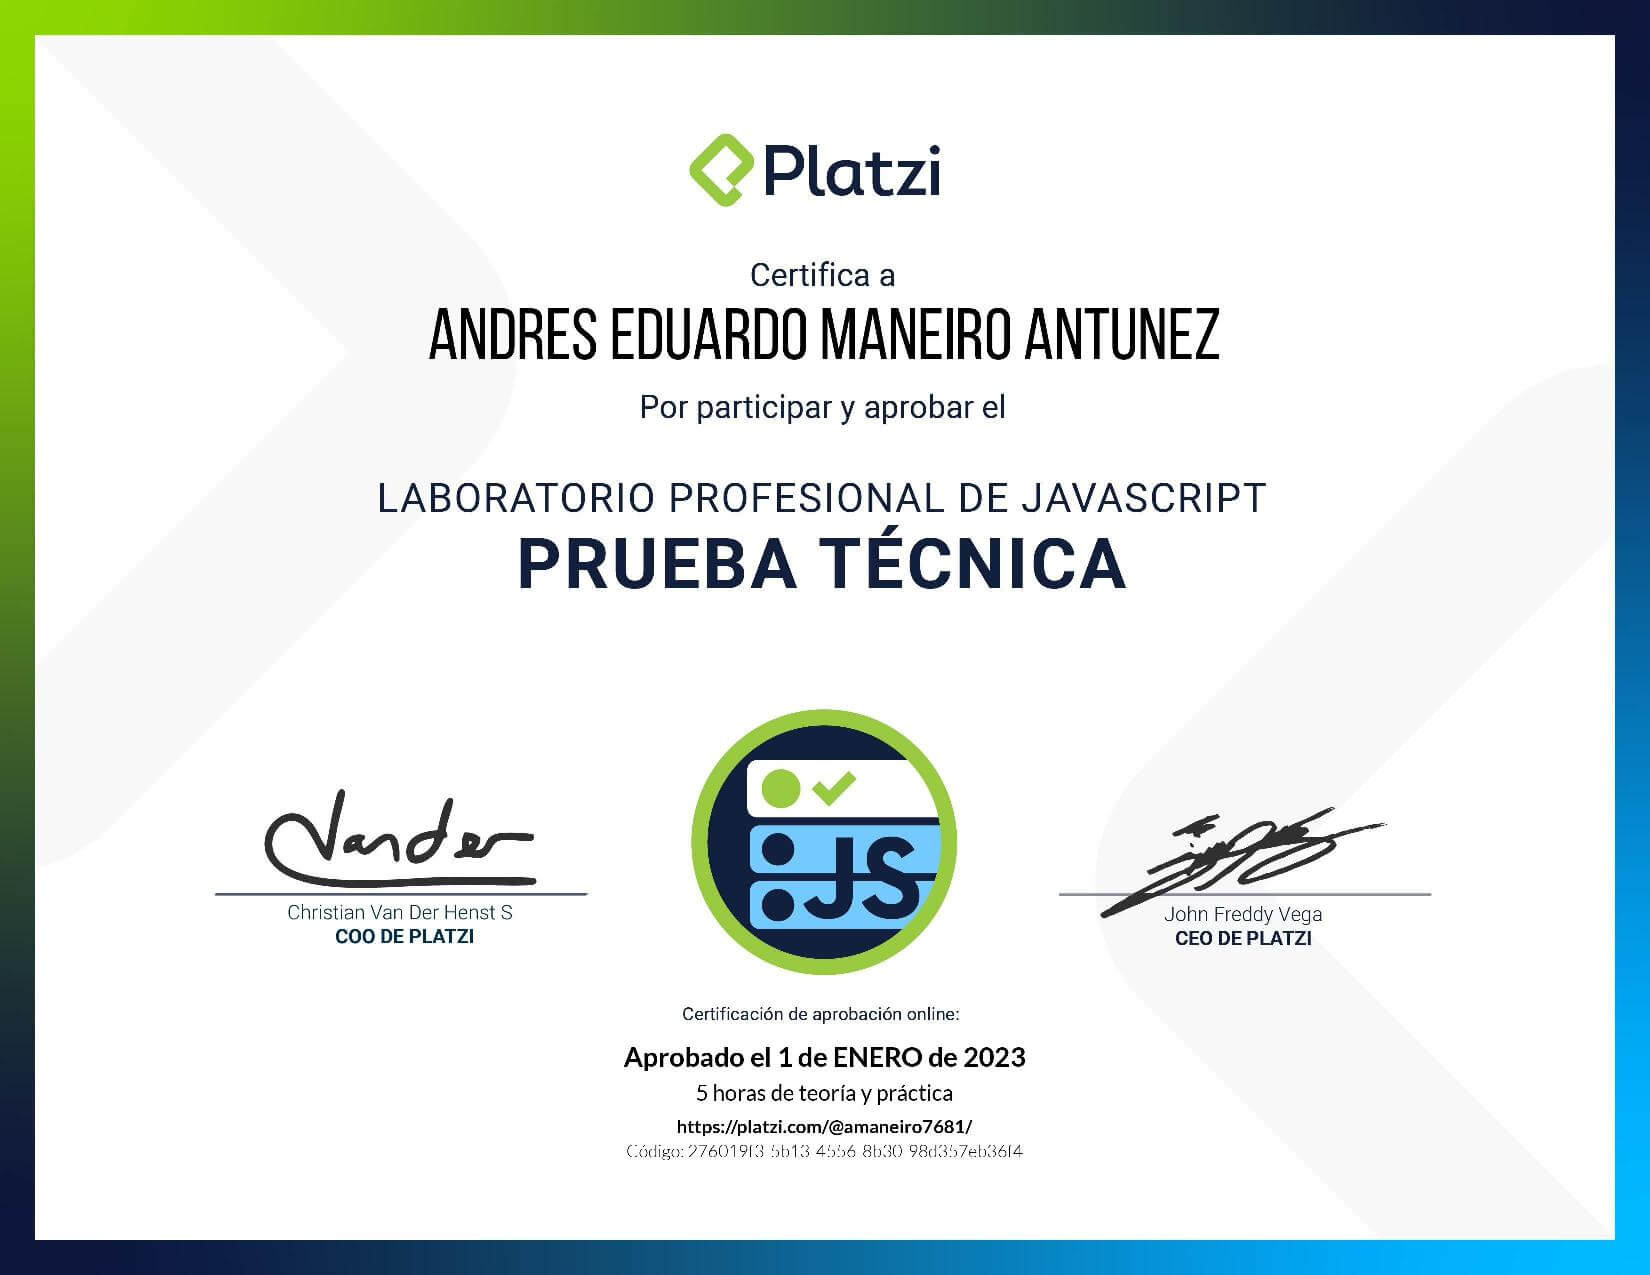 Platzi
Certifica a
ANDRES EDUARDO MANEIRO ANTUNEZ
Por participar y aprobar el
LABORATORIO PROFESIONAL DE JAVASCRIPT
PRUEBA TÉCNICA
Vander
Christian Van Der Henst S
COO DE PLATZI
JS
John Freddy Vega
CEO DE PLATZI
Certificación de aprobación online:
Aprobado el 1 de ENERO de 2023
5 horas de teoría y práctica
https://platzi.com/@amaneiro7681/
Código: 276019f3-5b13-4556-8b30-98d357eb36f4